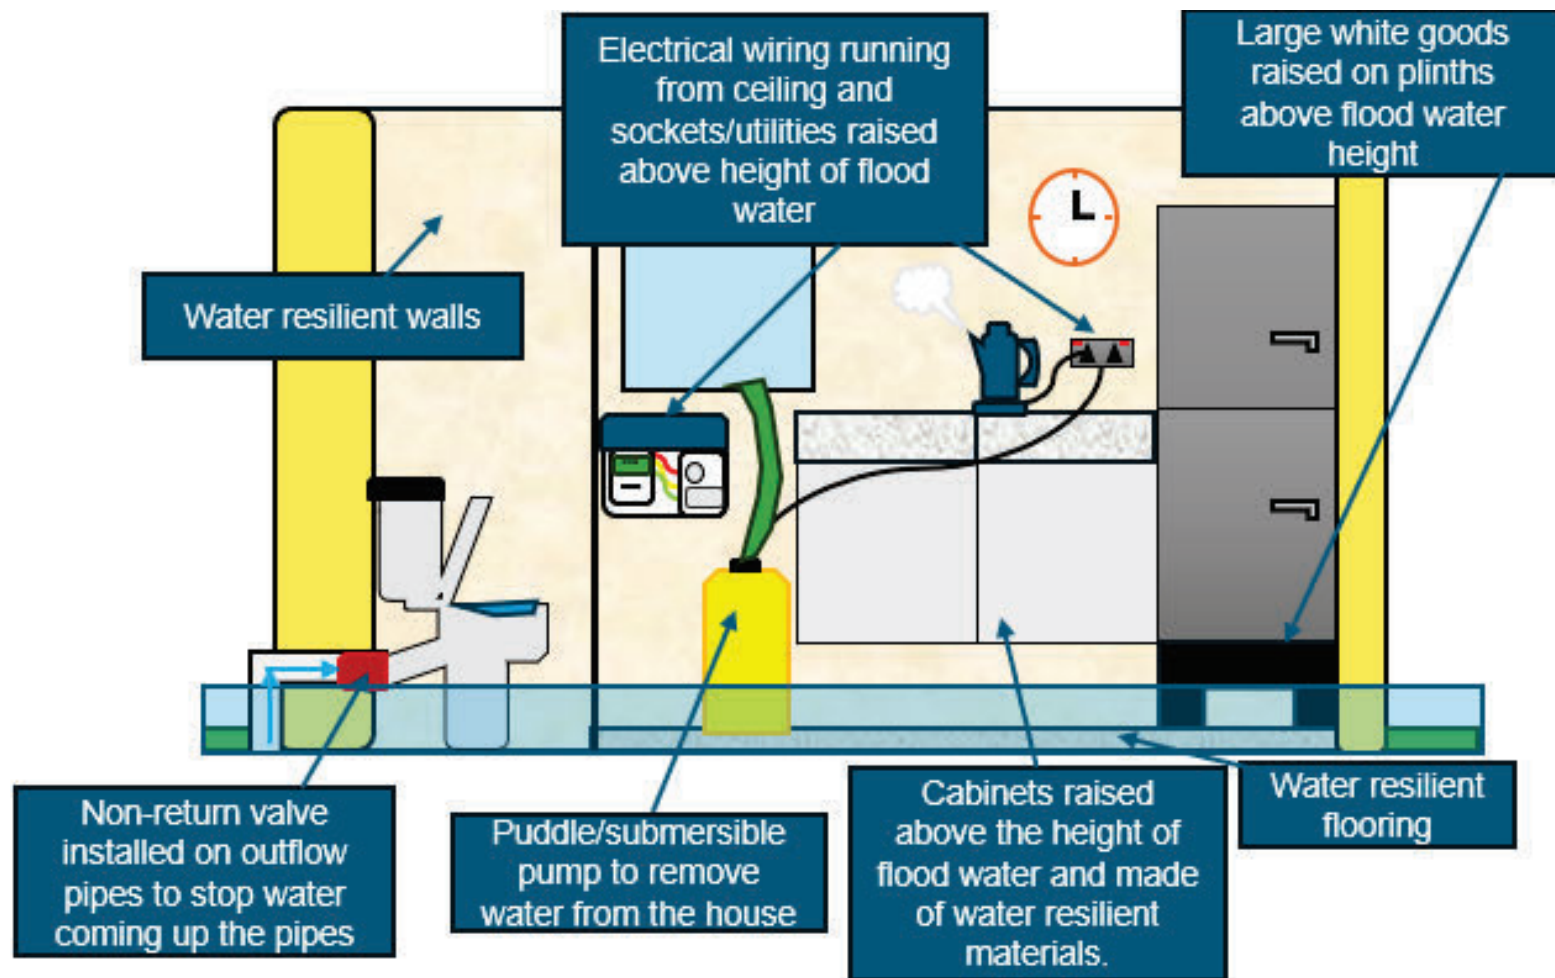 Electrical wiring running
from ceiling and
sockets/utilities raised
above height of flood
water
Large white goods
raised on plinths
above flood water
height
Water resilient walls
Non-return valve
installed on outflow
pipes to stop water
coming up the pipes
Puddle/submersible
pump to remove
water from the house
Cabinets raised
above the height of
flood water and made
of water resilient
materials.
Water resilient
flooring